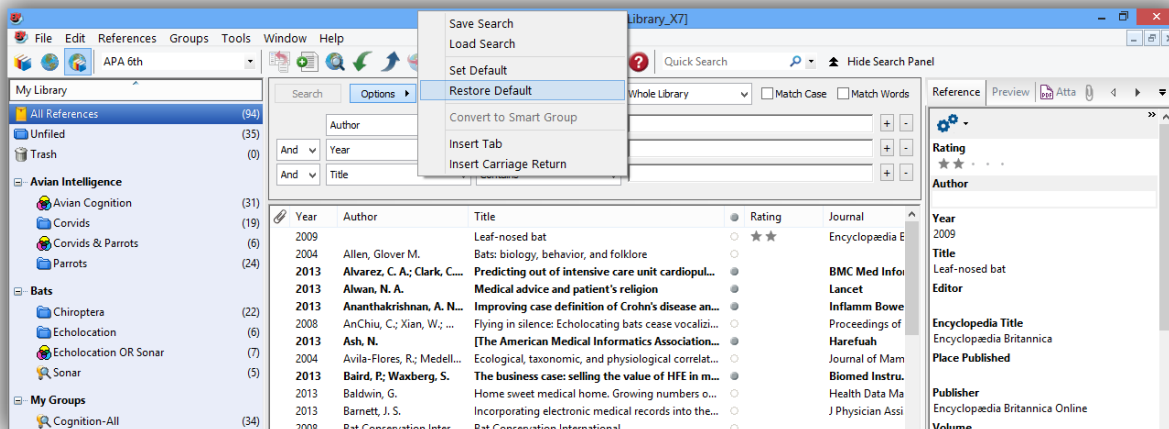 Library_X7]
File Edit References Groups Tools Window Help
APA 6th
Quick Search
Hide Search Panel
Save Search
Load Search
Set Default
Restore Default
Convert to Smart Group
Insert Tab
Insert Carriage Return
My Library
All References (94)
Unfiled (35)
Trash (0)
Avian Intelligence
Avian Cognition (31)
Corvids (19)
Corvids & Parrots (6)
Parrots (24)
Bats
Chiroptera (22)
Echolocation (6)
Echolocation OR Sonar (7)
Sonar (5)
My Groups
Cognition-All (34)
Search Options Whole Library Match Case Match Words
Author + -
And Year + -
And Title Contains + -
Year Author Title Rating Journal
2009 Leaf-nosed bat Encyclopædia B
2004 Allen, Glover M. Bats: biology, behavior, and folklore
2013 Alvarez, C. A.; Clark, C.... Predicting out of intensive care unit cardiopul... BMC Med Infor
2013 Alwan, N. A. Medical advice and patient's religion Lancet
2013 Ananthakrishnan, A. N... Improving case definition of Crohn's disease an... Inflamm Bowe
2008 AnChiu, C.; Xian, W.; ... Flying in silence: Echolocating bats cease vocalizi... Proceedings of
2013 Ash, N. [The American Medical Informatics Association... Harefuah
2004 Avila-Flores, R.; Medell... Ecological, taxonomic, and physiological correlat... Journal of Mam
2013 Baird, P.; Waxberg, S. The business case: selling the value of HFE in m... Biomed Instru.
2013 Baldwin, G. Home sweet medical home. Growing numbers o... Health Data Ma
2013 Barnett, J. S. Incorporating electronic medical records into the... J Physician Assi
2008 Bat Conservation Inter... Bat Conservation International
Reference Preview Atta
Rating
Author
Year
2009
Title
Leaf-nosed bat
Editor
Encyclopedia Title
Encyclopædia Britannica
Place Published
Publisher
Encyclopædia Britannica Online
Volume